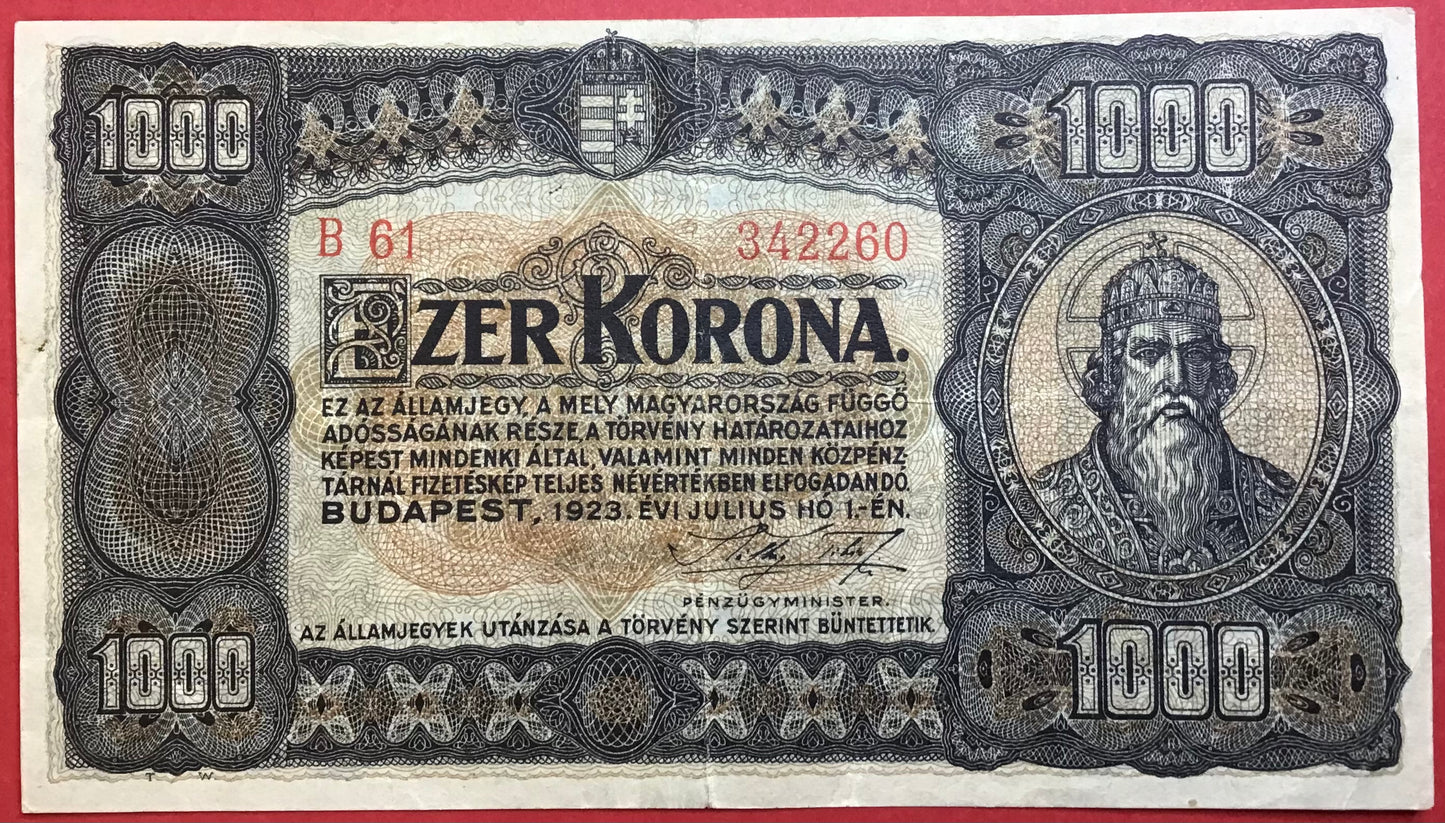 1000
1000
B 61 342260
EZER KORONA.
EZ AZ ÁLLAMJEGY, A MELY MAGYARORSZÁG FÜGGŐ
ADÓSSÁGÁNAK RÉSZE, A TÖRVÉNY HATÁROZATAIHOZ
KÉPEST MINDENKI ÁLTAL, VALAMINT MINDEN KÖZPÉNZ-
TÁRNÁL FIZETÉSKÉP TELJES NÉVÉRTÉKBEN ELFOGADANDÓ.
BUDAPEST, 1923. ÉVI JULIUS HÓ 1.-ÉN.
PÉNZÜGYMINISTER.
AZ ÁLLAMJEGYEK UTÁNZÁSA A TÖRVÉNY SZERINT BÜNTETTETIK.
1000
1000
T W